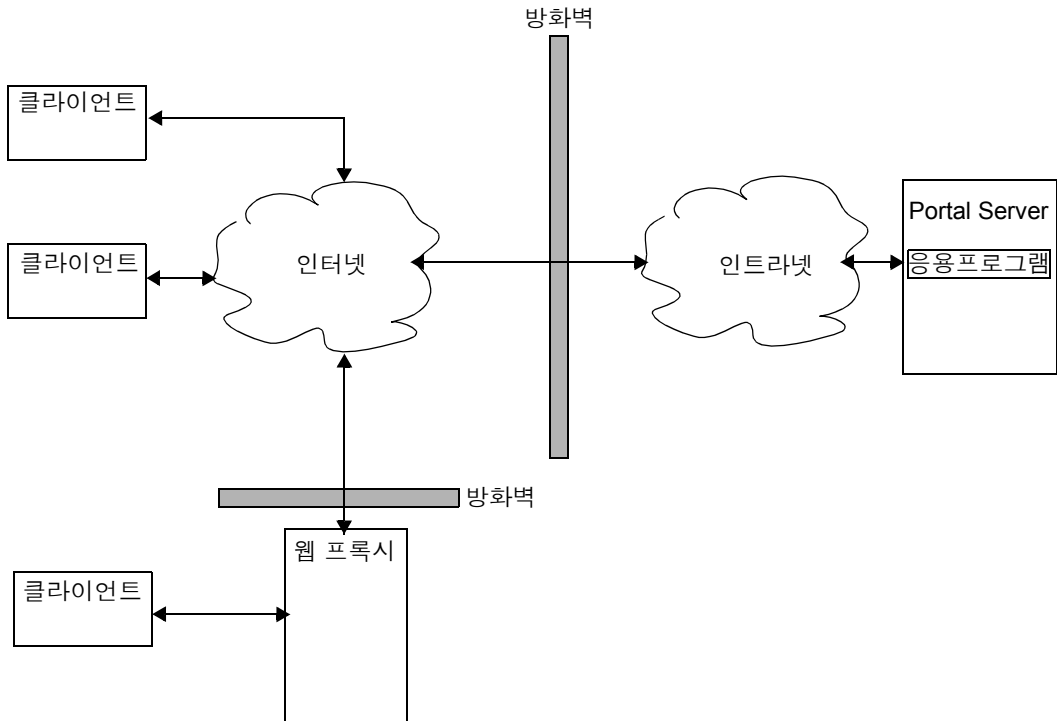 방화벽
클라이언트
Portal Server
클라이언트
인터넷
인트라넷
응용프로그램
방화벽
웹 프록시
클라이언트